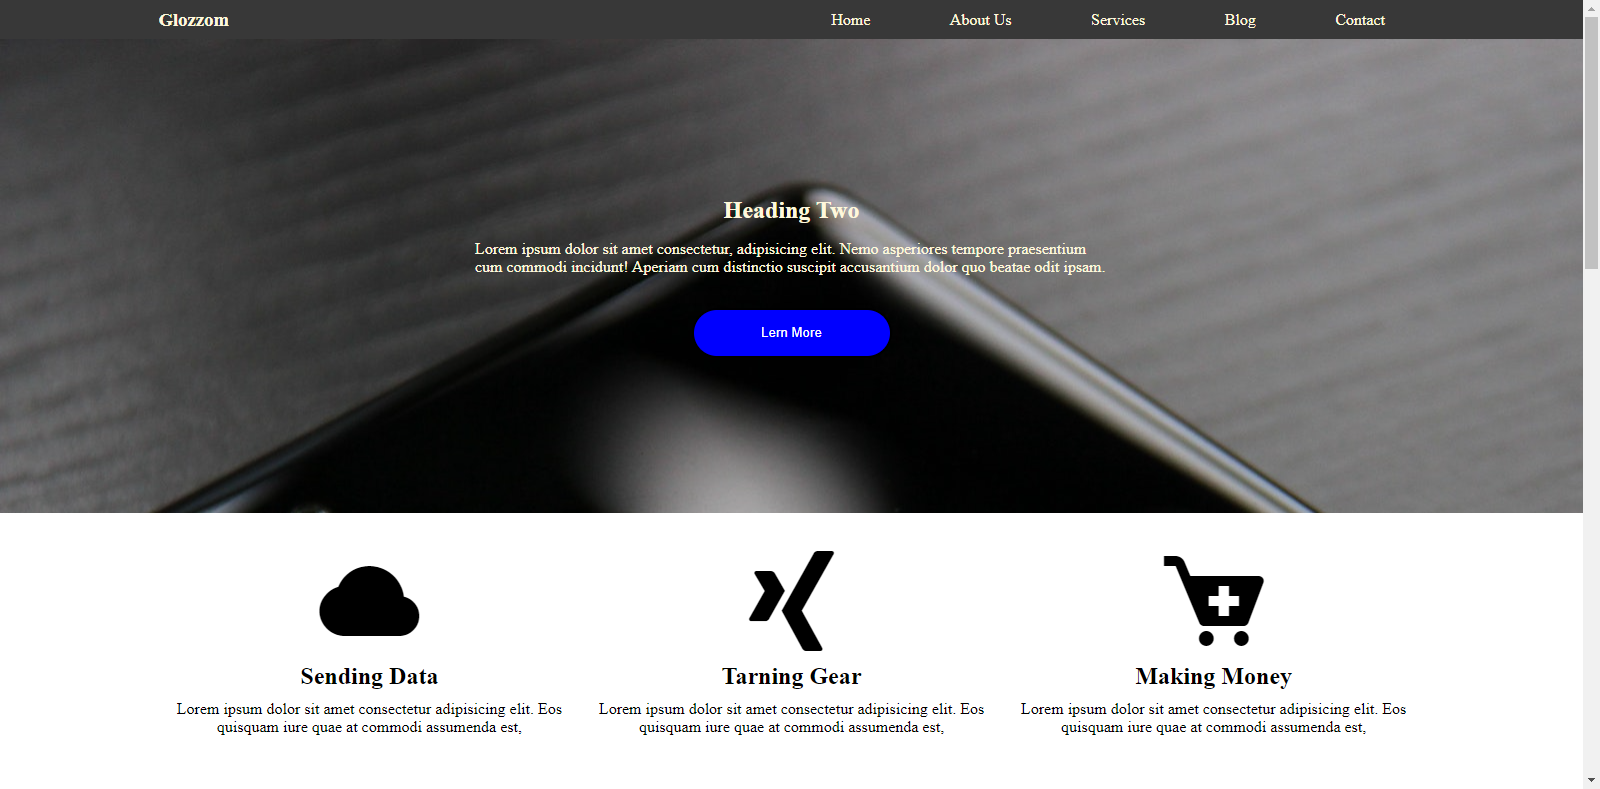 Glozzom Home About Us Services Blog Contact
Heading Two
Lorem ipsum dolor sit amet consectetur, adipisicing elit. Nemo asperiores tempore praesentium
cum commodi incidunt! Aperiam cum distinctio suscipit accusantium dolor quo beatae odit ipsam.
Lern More
Sending Data
Lorem ipsum dolor sit amet consectetur adipisicing elit. Eos
quisquam iure quae at commodi assumenda est,
Tarning Gear
Lorem ipsum dolor sit amet consectetur adipisicing elit. Eos
quisquam iure quae at commodi assumenda est,
Making Money
Lorem ipsum dolor sit amet consectetur adipisicing elit. Eos
quisquam iure quae at commodi assumenda est,